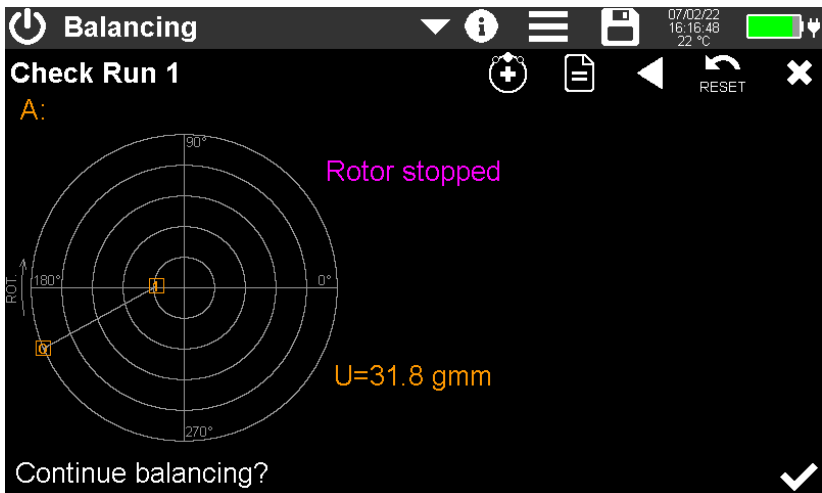 Balancing
07/02/22
16:16:48
22 °C
Check Run 1
RESET
A:
90°
Rotor stopped
180°
0°
ROT.
1
0
U=31.8 gmm
270°
Continue balancing?